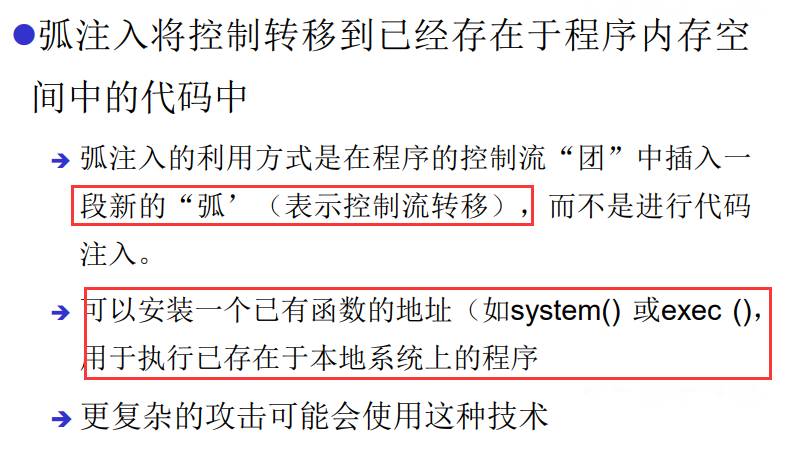 ●弧注入将控制转移到已经存在于程序内存空
间中的代码中
➔ 弧注入的利用方式是在程序的控制流“团”中插入一
段新的“弧’（表示控制流转移），而不是进行代码
注入。
➔ 可以安装一个已有函数的地址（如system() 或exec ()，
用于执行已存在于本地系统上的程序
➔ 更复杂的攻击可能会使用这种技术